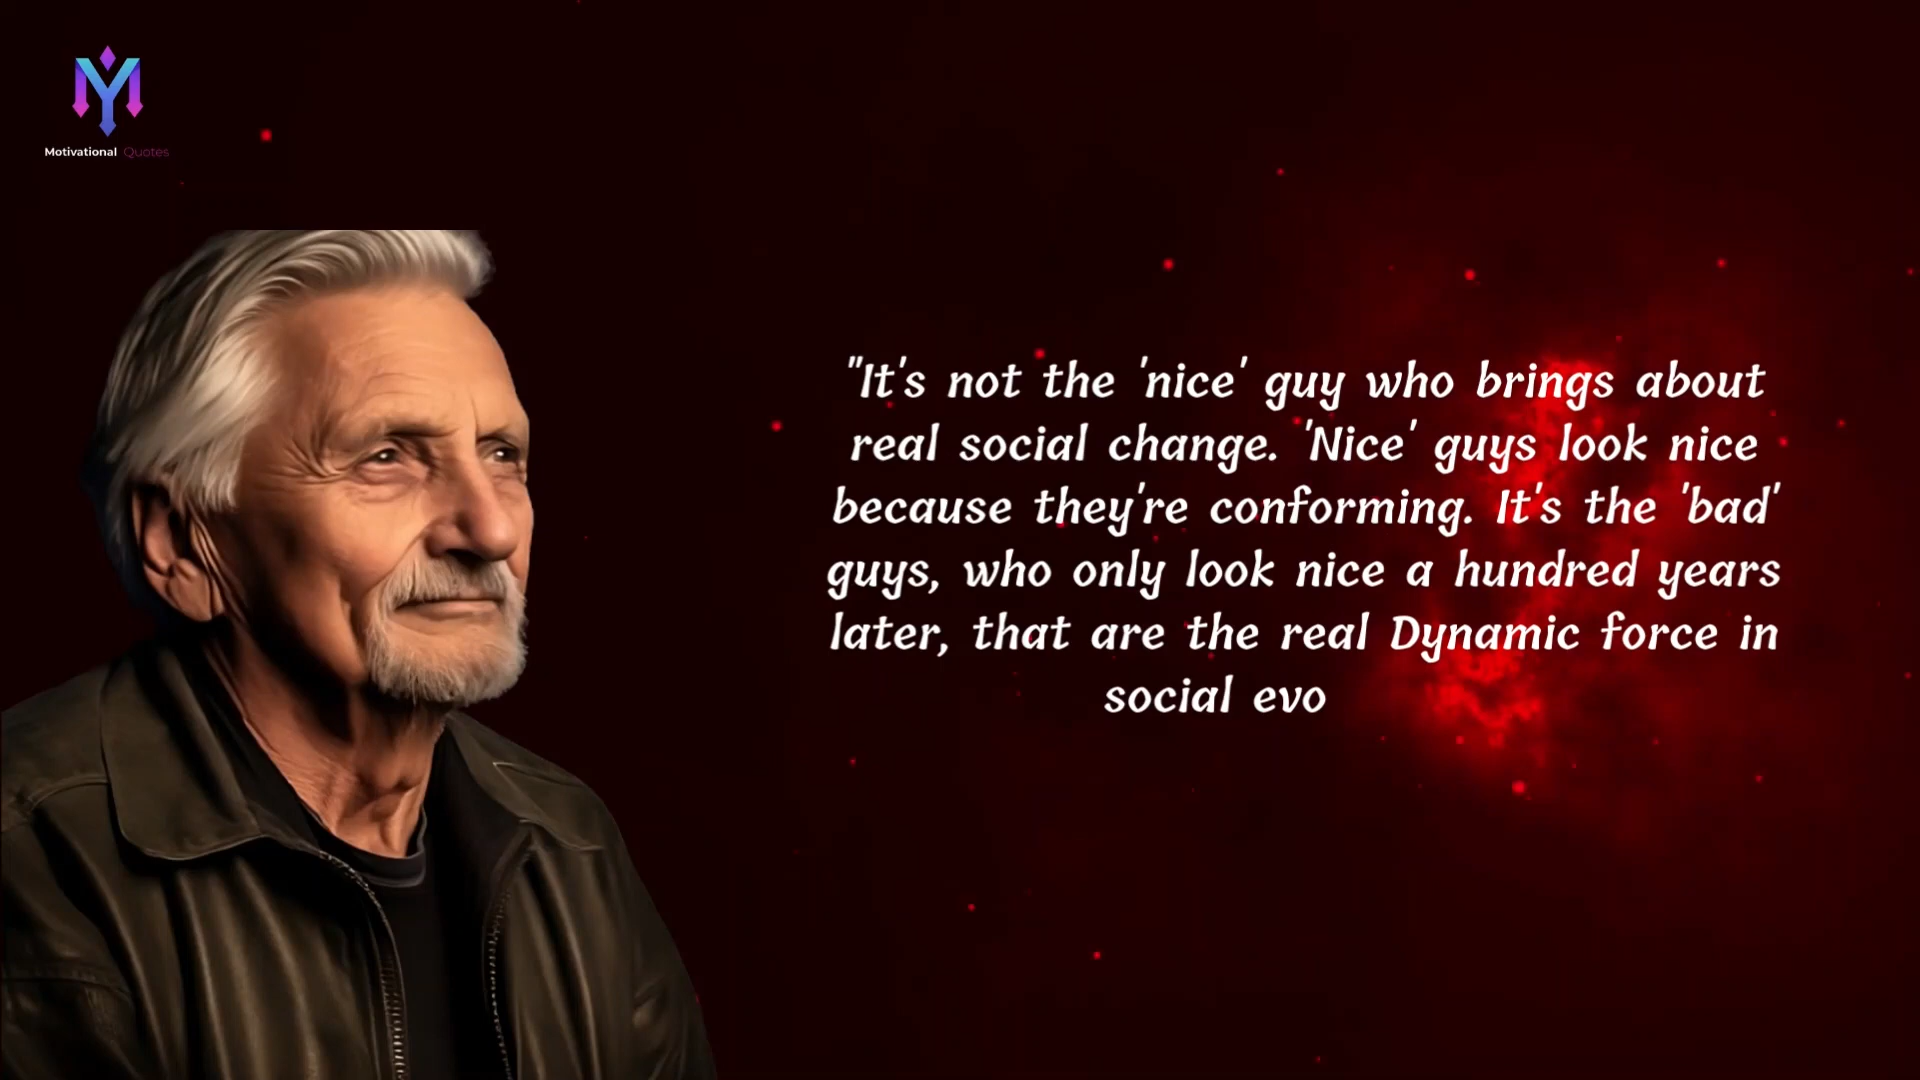 Motivational Quotes
"It's not the 'nice' guy who brings about
real social change. 'Nice' guys look nice
because they're conforming. It's the 'bad'
guys, who only look nice a hundred years
later, that are the real Dynamic force in
social evo